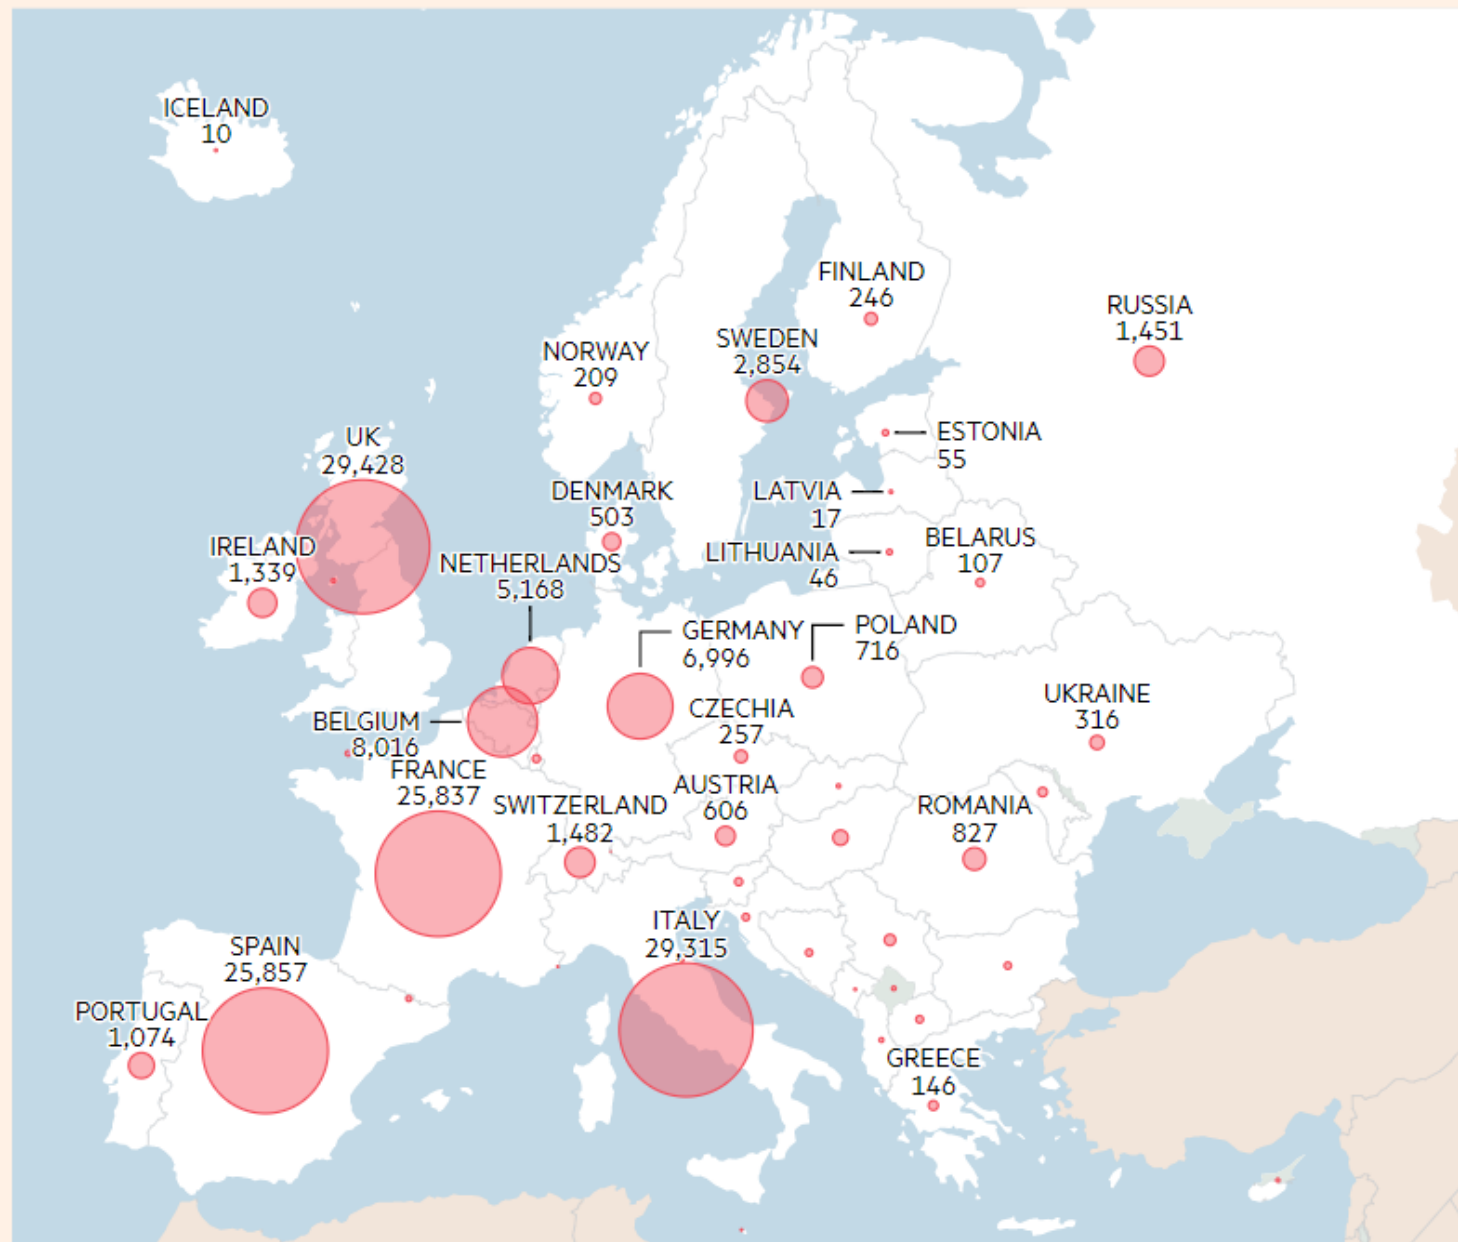 ICELAND
10
FINLAND
246
RUSSIA
1,451
SWEDEN
2,854
NORWAY
209
ESTONIA
55
UK
29,428
DENMARK
503
LATVIA
17
IRELAND
1,339
NETHERLANDS
5,168
LITHUANIA
46
BELARUS
107
GERMANY
6,996
POLAND
716
BELGIUM
8,016
CZECHIA
257
UKRAINE
316
FRANCE
25,837
SWITZERLAND
1,482
AUSTRIA
606
ROMANIA
827
SPAIN
25,857
ITALY
29,315
PORTUGAL
1,074
GREECE
146